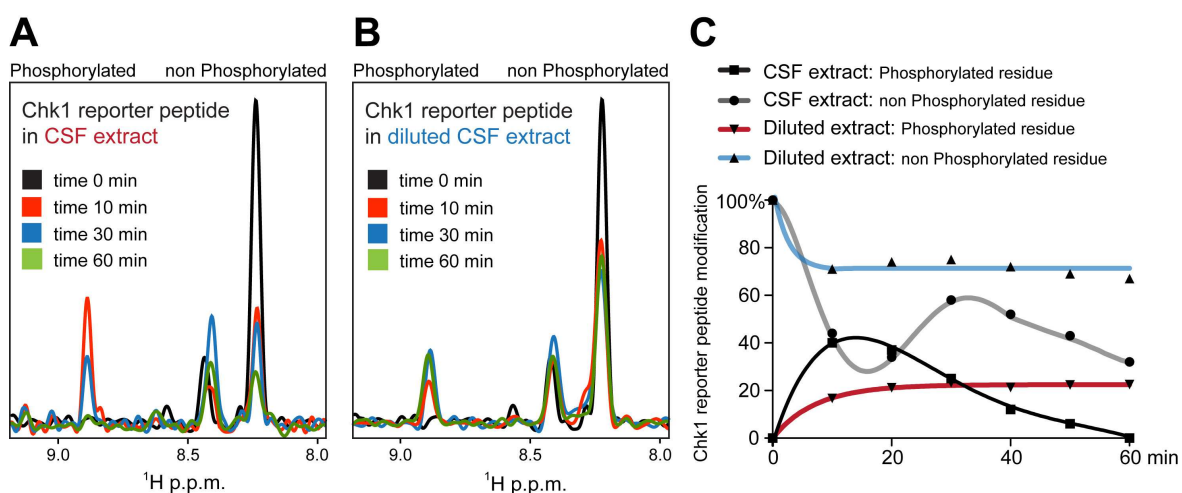 A
Phosphorylated non Phosphorylated
Chk1 reporter peptide
in CSF extract
time 0 min
time 10 min
time 30 min
time 60 min
9.0 8.5 8.0
¹H p.p.m.
B
Phosphorylated non Phosphorylated
Chk1 reporter peptide
in diluted CSF extract
time 0 min
time 10 min
time 30 min
time 60 min
9.0 8.5 8.0
¹H p.p.m.
C
CSF extract: Phosphorylated residue
CSF extract: non Phosphorylated residue
Diluted extract: Phosphorylated residue
Diluted extract: non Phosphorylated residue
Chk1 reporter peptide modification
100%
80
60
40
20
0
0 20 40 60 min